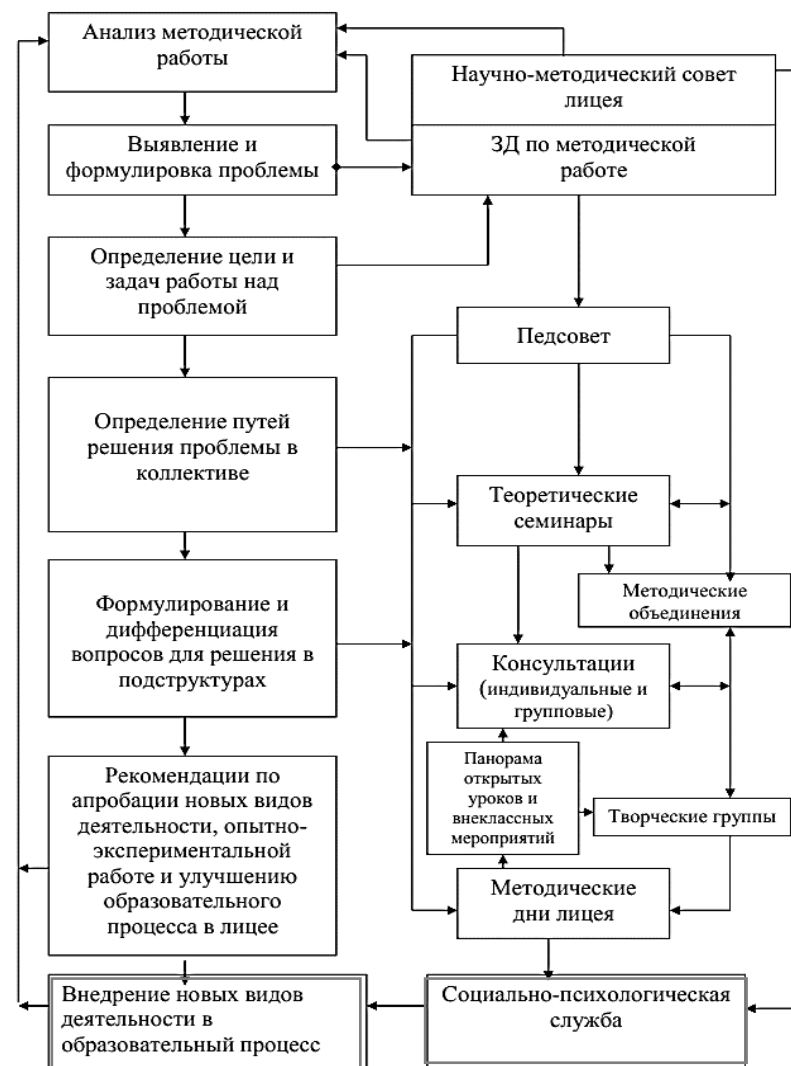 Анализ методической
работы
Научно-методический совет
лицея
Выявление и
формулировка проблемы
ЗД по методической
работе
Определение цели и
задач работы над
проблемой
Педсовет
Определение путей
решения проблемы в
коллективе
Теоретические
семинары
Методические
объединения
Формулирование и
дифференциация
вопросов для решения в
подструктурах
Консультации
(индивидуальные и
групповые)
Рекомендации по
апробации новых видов
деятельности, опытно-
экспериментальной
работе и улучшению
образовательного
процесса в лицее
Панорама
открытых
уроков и
внеклассных
мероприятий
Творческие группы
Методические
дни лицея
Внедрение новых видов
деятельности в
образовательный процесс
Социально-психологическая
служба